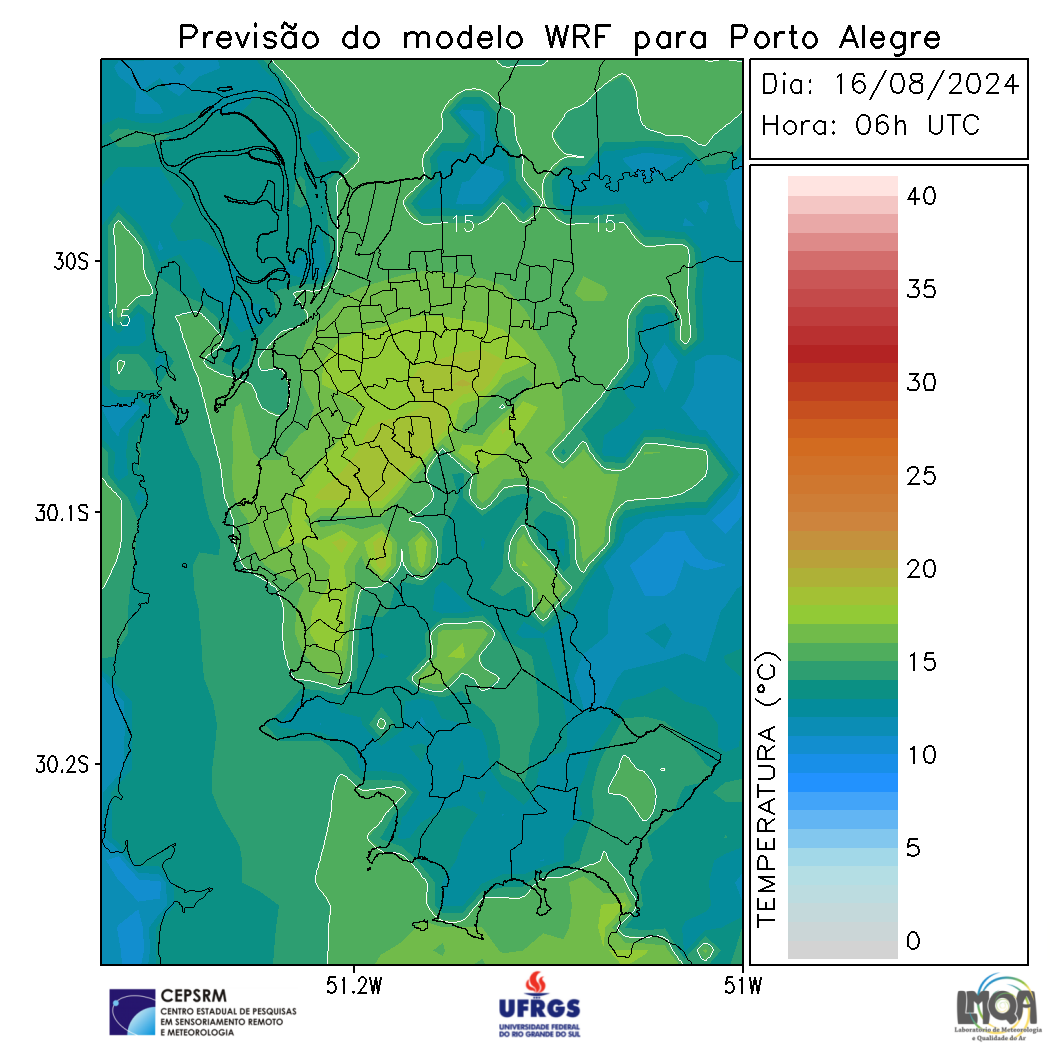 Previsão do modelo WRF para Porto Alegre
Dia: 16/08/2024
Hora: 06h UTC
40
35
30
25
20
15
10
5
0
TEMPERATURA (°C)
15
15
15
30S
30.1S
30.2S
51.2W
51W
CEPSRM
CENTRO ESTADUAL DE PESQUISAS
EM SENSORIAMENTO REMOTO
E METEOROLOGIA
UFRGS
UNIVERSIDADE FEDERAL
DO RIO GRANDE DO SUL
LMQA
Laboratório de Meteorologia
e Qualidade do Ar